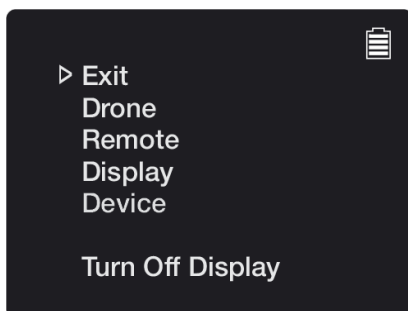 Exit
Drone
Remote
Display
Device
Turn Off Display